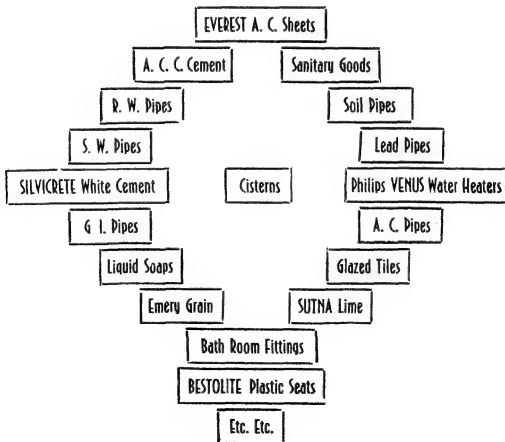 EVEREST A. C. Sheets
A. C. C. Cement Sanitary Goods
R. W. Pipes Soil Pipes
S. W. Pipes Lead Pipes
SILVICRETE White Cement Cisterns Philips VENUS Water Heaters
G I. Pipes A. C. Pipes
Liquid Soaps Glazed Tiles
Emery Grain SUTNA Lime
Bath Room Fittings
BESTOLITE Plastic Seats
Etc. Etc.